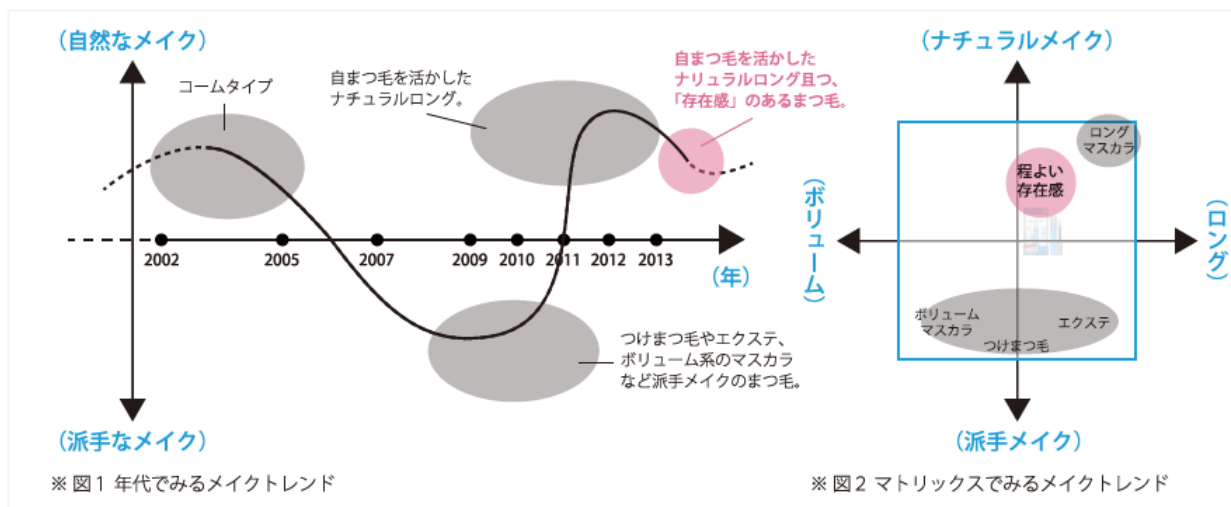 (自然なメイク)
コームタイプ
自まつ毛を活かした
ナチュラルロング。
自まつ毛を活かした
ナリュラルロング且つ、
「存在感」のあるまつ毛。
2002
2005
2007
2009
2010
2011
2012
2013
(年)
つけまつ毛やエクステ、
ボリューム系のマスカラ
など派手メイクのまつ毛。
(派手なメイク)
※図1 年代でみるメイクトレンド
(ナチュラルメイク)
ロング
マスカラ
程よい
存在感
(ボリューム)
(ロング)
ボリューム
マスカラ
エクステ
つけまつ毛
(派手メイク)
※図2 マトリックスでみるメイクトレンド